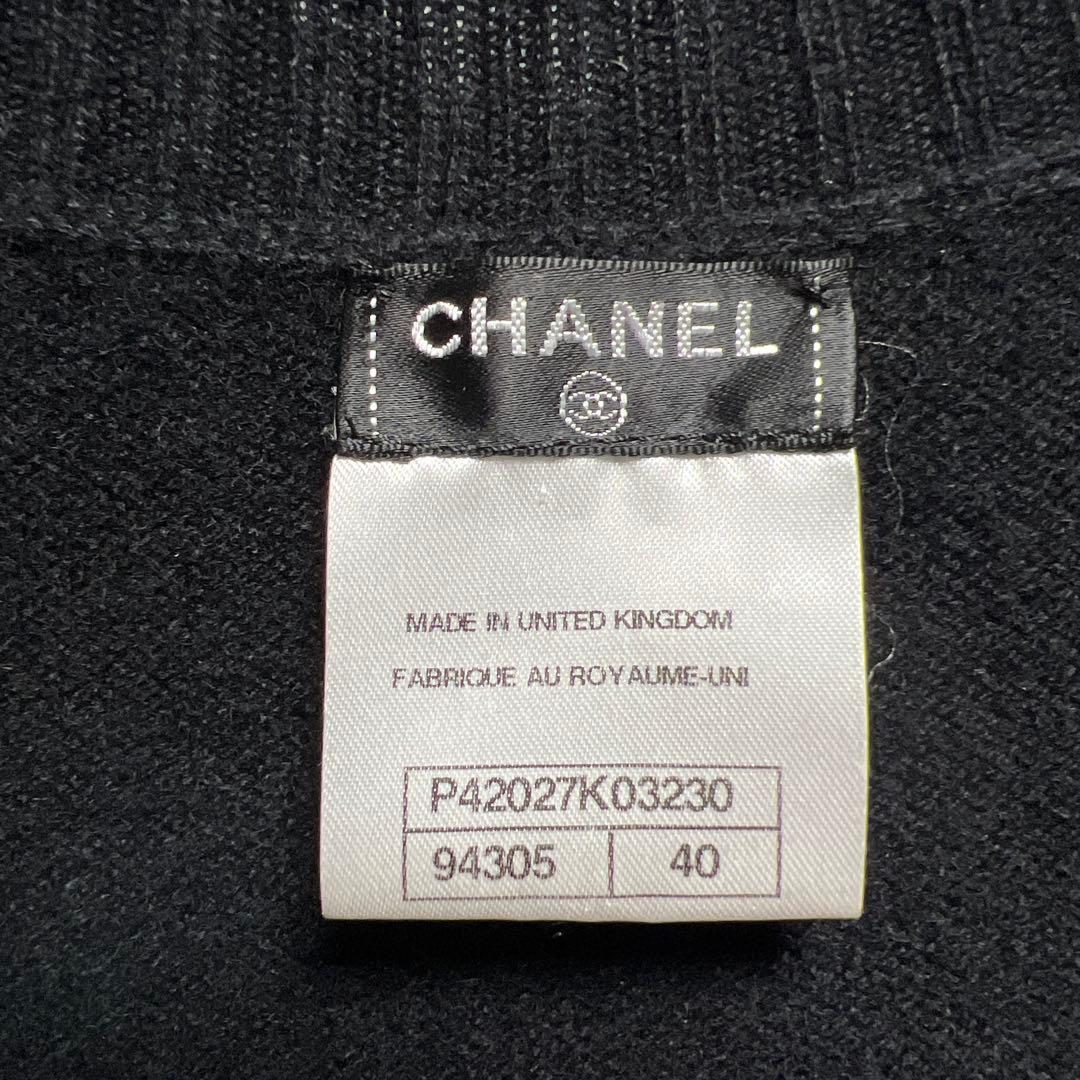 CHANEL
MADE IN UNITED KINGDOM
FABRIQUE AU ROYAUME-UNI
P42027K03230
94305 40